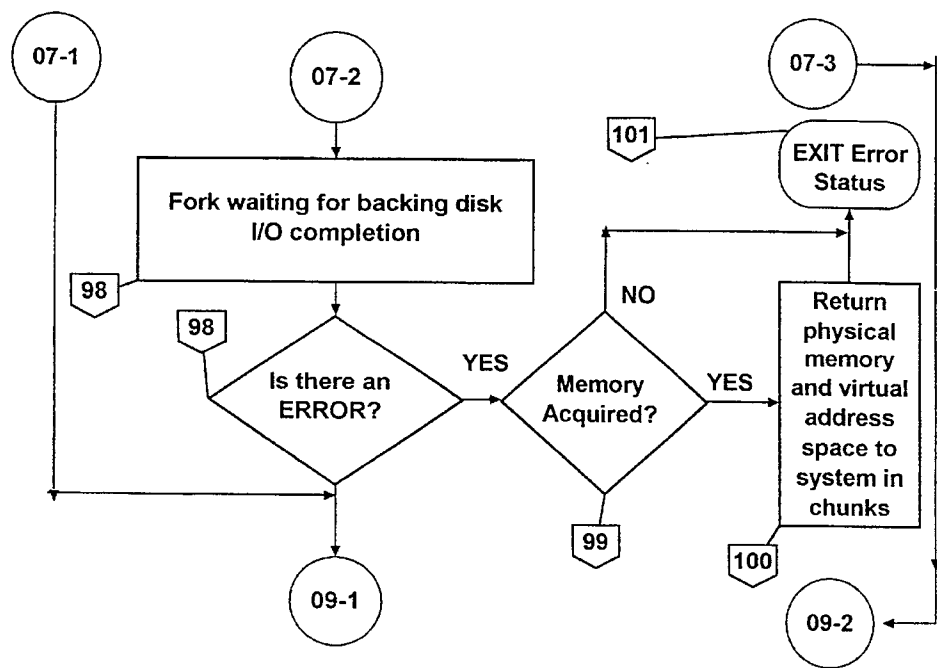 07-1
07-2
07-3
101
EXIT Error
Status
Fork waiting for backing disk
I/O completion
98
98
NO
Is there an
ERROR?
YES
Memory
Acquired?
YES
Return
physical
memory
and virtual
address
space to
system in
chunks
99
100
09-1
09-2